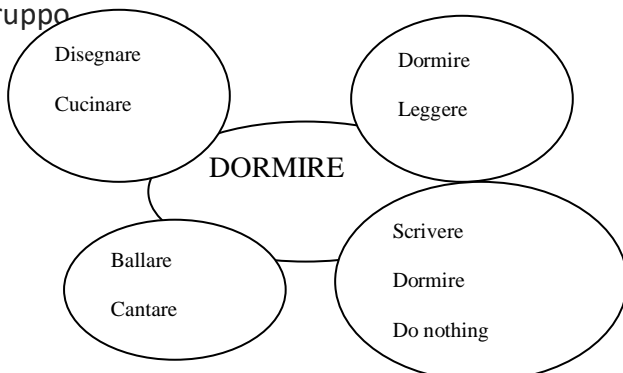 ruppo
Disegnare
Cucinare
Dormire
Leggere
DORMIRE
Ballare
Cantare
Scrivere
Dormire
Do nothing